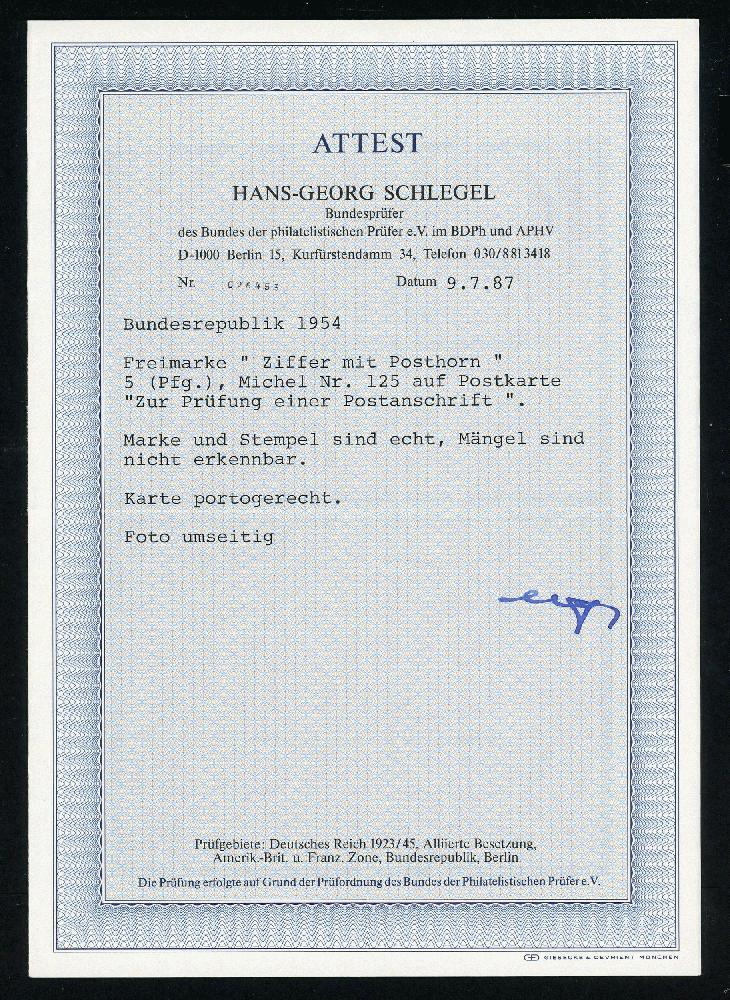 ATTEST
HANS-GEORG SCHLEGEL
Bundesprüfer
des Bundes der philatelistischen Prüfer e.V. im BDPh und APHV
D-1000 Berlin 15, Kurfürstendamm 34, Telefon 030/8813418
Nr. Datum 9.7.87
Bundesrepublik 1954
Freimarke " Ziffer mit Posthorn "
5 (Pfg.), Michel Nr. 125 auf Postkarte
"Zur Prüfung einer Postanschrift ".
Marke und Stempel sind echt, Mängel sind
nicht erkennbar.
Karte portogerecht.
Foto umseitig
Prüfgebiete: Deutsches Reich 1923/45, Alliierte Besetzung,
Amerik.-Brit. u. Franz. Zone, Bundesrepublik, Berlin
Die Prüfung erfolgte auf Grund der Prüfordnung des Bundes der Philatelistischen Prüfer e.V.
GIESECKE & DEVRIENT MÜNCHEN